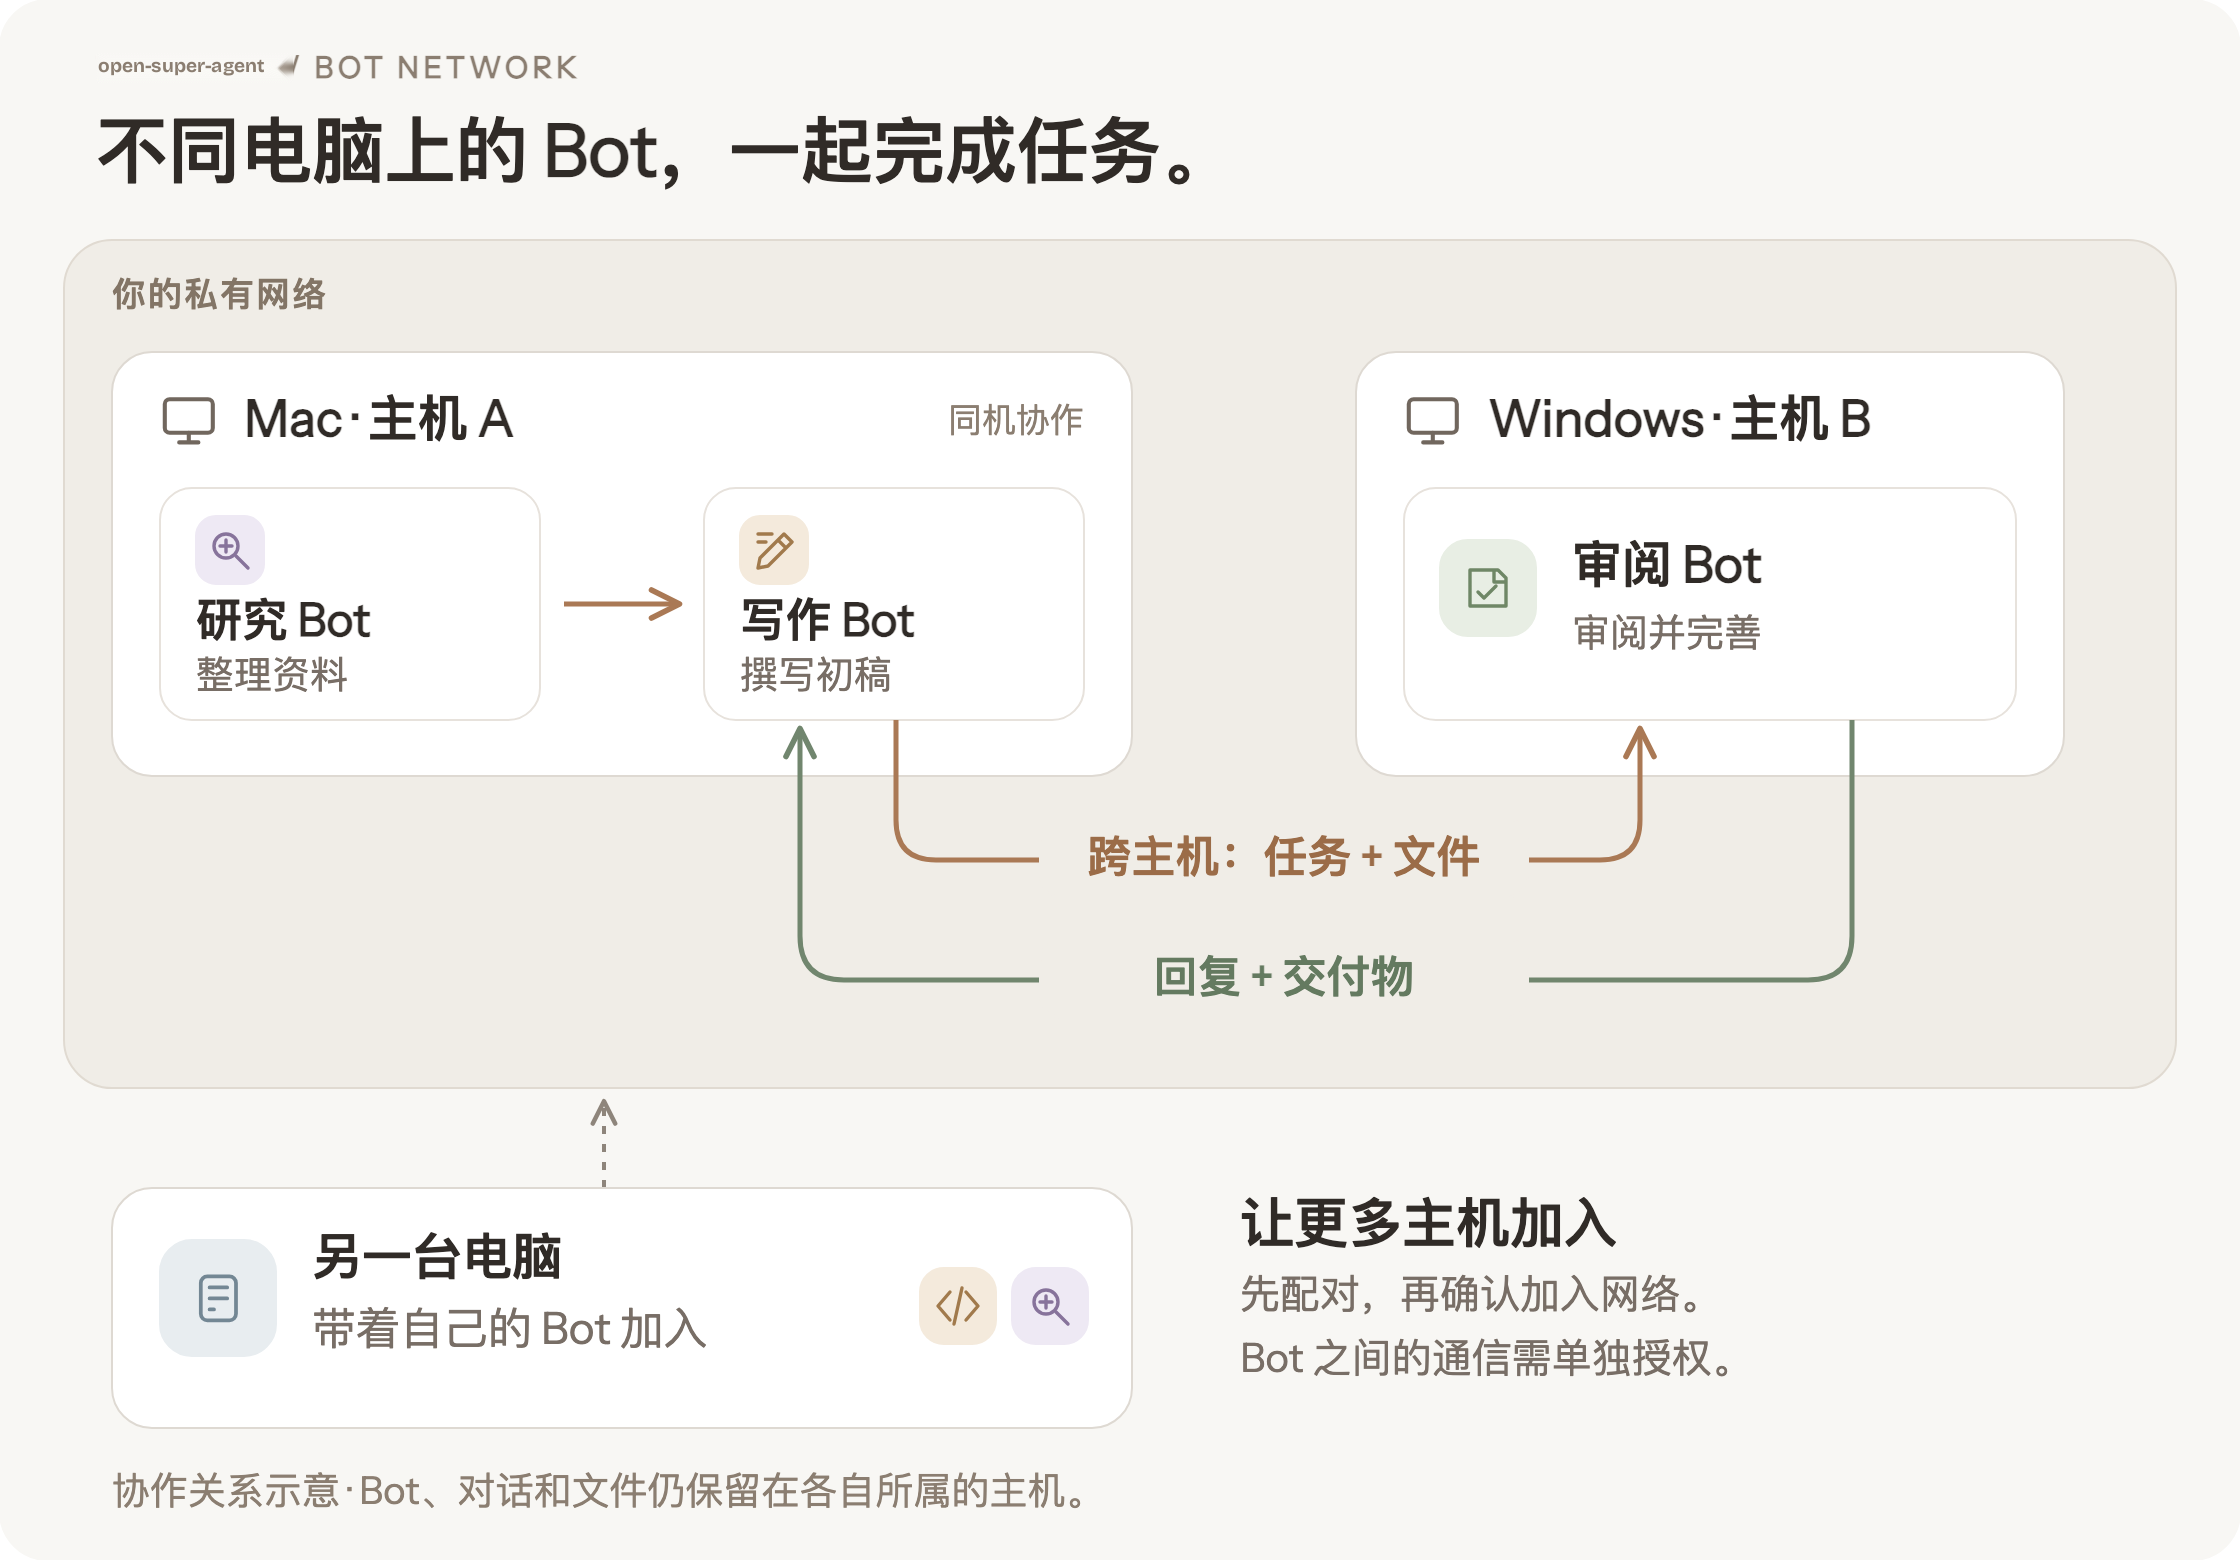 open-super-agent BOT NETWORK
不同电脑上的 Bot，一起完成任务。
你的私有网络
Mac · 主机 A
同机协作
研究 Bot
整理资料
写作 Bot
撰写初稿
Windows · 主机 B
审阅 Bot
审阅并完善
跨主机：任务 + 文件
回复 + 交付物
另一台电脑
带着自己的 Bot 加入
让更多主机加入
先配对，再确认加入网络。
Bot 之间的通信需单独授权。
协作关系示意 · Bot、对话和文件仍保留在各自所属的主机。